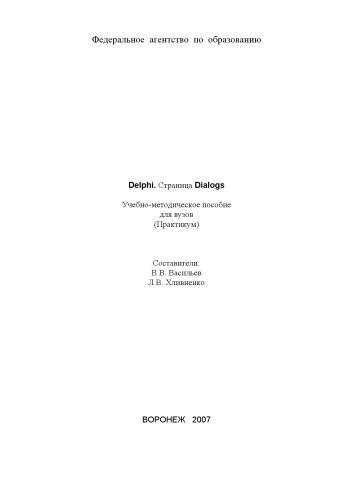 Федеральное агентство по образованию
Delphi. Страница Dialogs
Учебно-методическое пособие
для вузов
(Практикум)
Составители:
В.В. Васильев
Л.В. Хливненко
ВОРОНЕЖ 2007